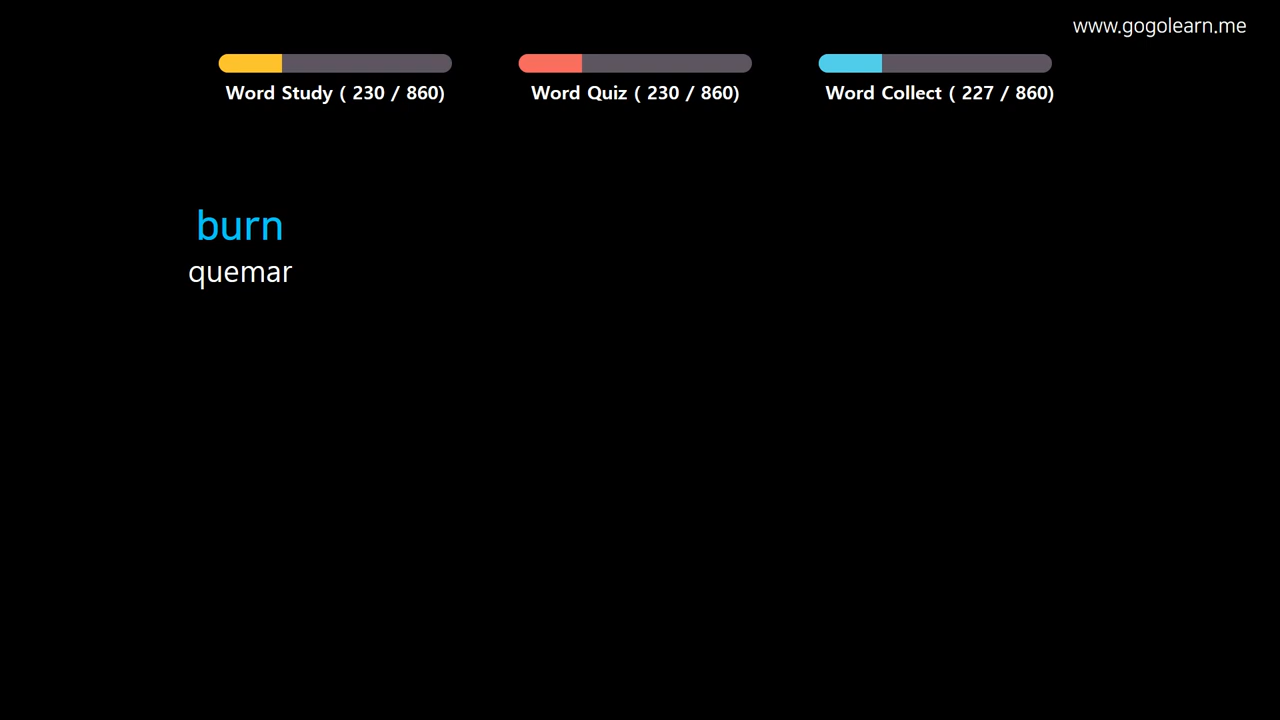 www.gogolearn.me
Word Study ( 230 / 860)
Word Quiz ( 230 / 860)
Word Collect ( 227 / 860)
burn
quemar